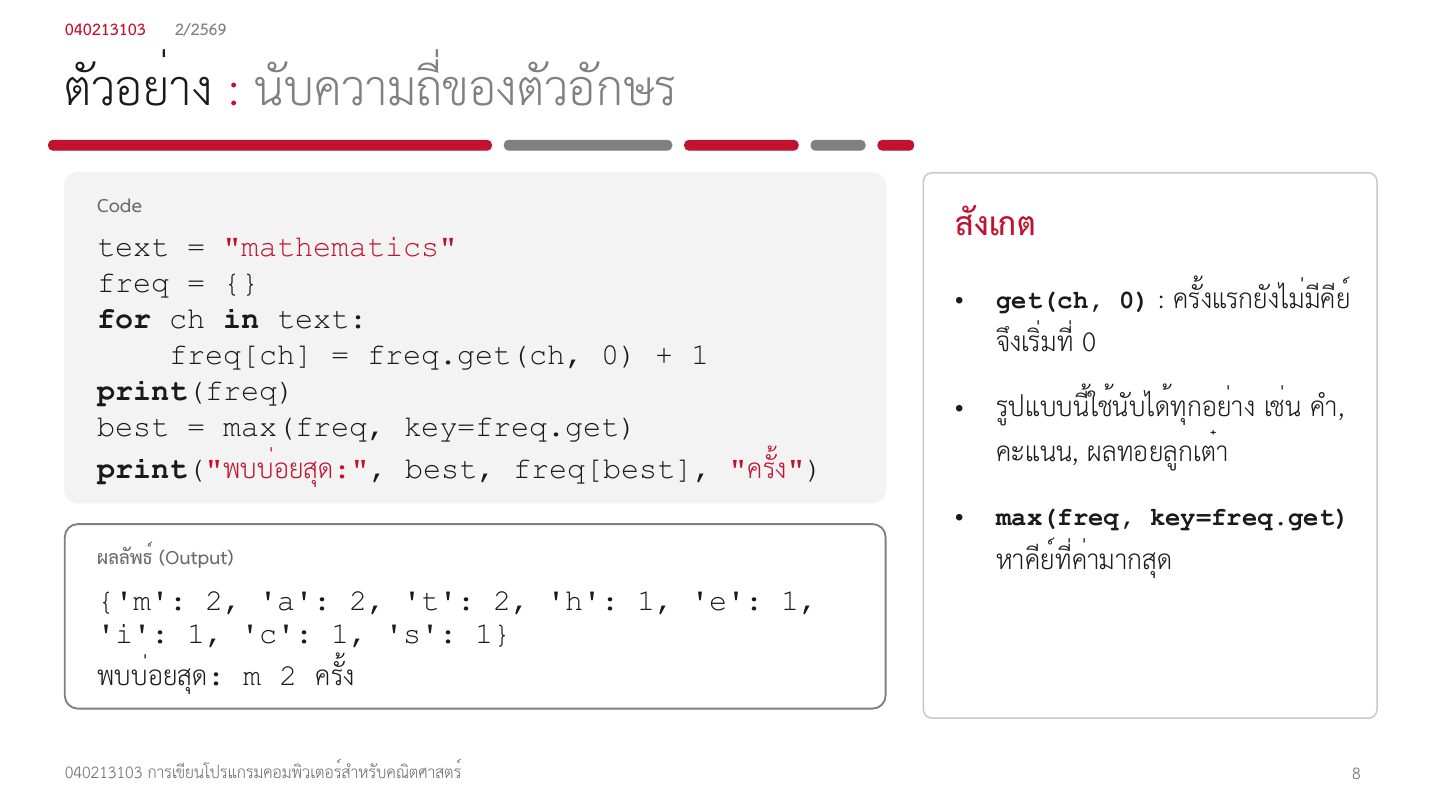 040213103 2/2569
ตัวอย่าง : นับความถี่ของตัวอักษร
Code
text = "mathematics"
freq = {}
for ch in text:
    freq[ch] = freq.get(ch, 0) + 1
print(freq)
best = max(freq, key=freq.get)
print("พบบ่อยสุด:", best, freq[best], "ครั้ง")
ผลลัพธ์ (Output)
{'m': 2, 'a': 2, 't': 2, 'h': 1, 'e': 1,
'i': 1, 'c': 1, 's': 1}
พบบ่อยสุด: m 2 ครั้ง
สังเกต
• get(ch, 0) : ครั้งแรกยังไม่มีคีย์
จึงเริ่มที่ 0
• รูปแบบนี้ใช้นับได้ทุกอย่าง เช่น คำ,
คะแนน, ผลทอยลูกเต๋า
• max(freq, key=freq.get)
หาคีย์ที่ค่ามากสุด
040213103 การเขียนโปรแกรมคอมพิวเตอร์สำหรับคณิตศาสตร์
8